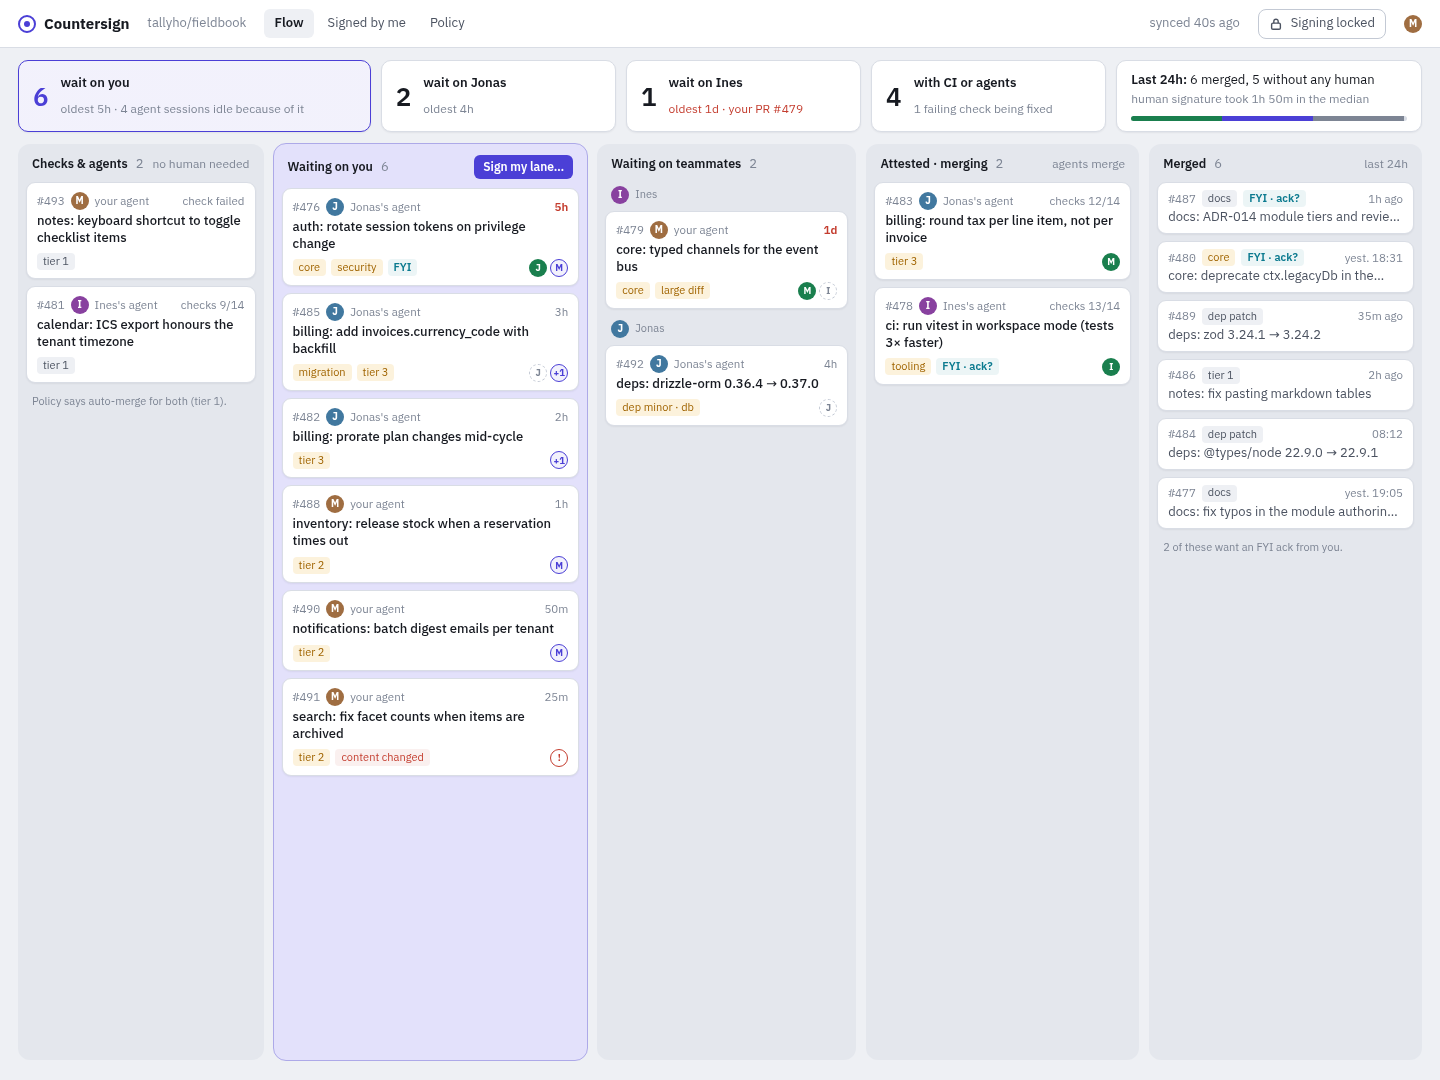 Countersign
tallyho/fieldbook
Flow
Signed by me
Policy
synced 40s ago
Signing locked
M
6
wait on you
oldest 5h · 4 agent sessions idle because of it
2
wait on Jonas
oldest 4h
1
wait on Ines
oldest 1d · your PR #479
4
with CI or agents
1 failing check being fixed
Last 24h: 6 merged, 5 without any human
human signature took 1h 50m in the median
Checks & agents 2 no human needed
#493 M your agent check failed
notes: keyboard shortcut to toggle
checklist items
tier 1
#481 I Ines's agent checks 9/14
calendar: ICS export honours the
tenant timezone
tier 1
Policy says auto-merge for both (tier 1).
Waiting on you 6 Sign my lane...
#476 J Jonas's agent 5h
auth: rotate session tokens on privilege
change
core security FYI J M
#485 J Jonas's agent 3h
billing: add invoices.currency_code with
backfill
migration tier 3 J +1
#482 J Jonas's agent 2h
billing: prorate plan changes mid-cycle
tier 3 +1
#488 M your agent 1h
inventory: release stock when a reservation
times out
tier 2 M
#490 M your agent 50m
notifications: batch digest emails per tenant
tier 2 M
#491 M your agent 25m
search: fix facet counts when items are
archived
tier 2 content changed !
Waiting on teammates 2
I Ines
#479 M your agent 1d
core: typed channels for the event
bus
core large diff M I
J Jonas
#492 J Jonas's agent 4h
deps: drizzle-orm 0.36.4 → 0.37.0
dep minor · db J
Attested · merging 2 agents merge
#483 J Jonas's agent checks 12/14
billing: round tax per line item, not per
invoice
tier 3 M
#478 I Ines's agent checks 13/14
ci: run vitest in workspace mode (tests
3× faster)
tooling FYI · ack? I
Merged 6 last 24h
#487 docs FYI · ack? 1h ago
docs: ADR-014 module tiers and revie...
#480 core FYI · ack? yest. 18:31
core: deprecate ctx.legacyDb in the...
#489 dep patch 35m ago
deps: zod 3.24.1 → 3.24.2
#486 tier 1 2h ago
notes: fix pasting markdown tables
#484 dep patch 08:12
deps: @types/node 22.9.0 → 22.9.1
#477 docs yest. 19:05
docs: fix typos in the module authorin...
2 of these want an FYI ack from you.